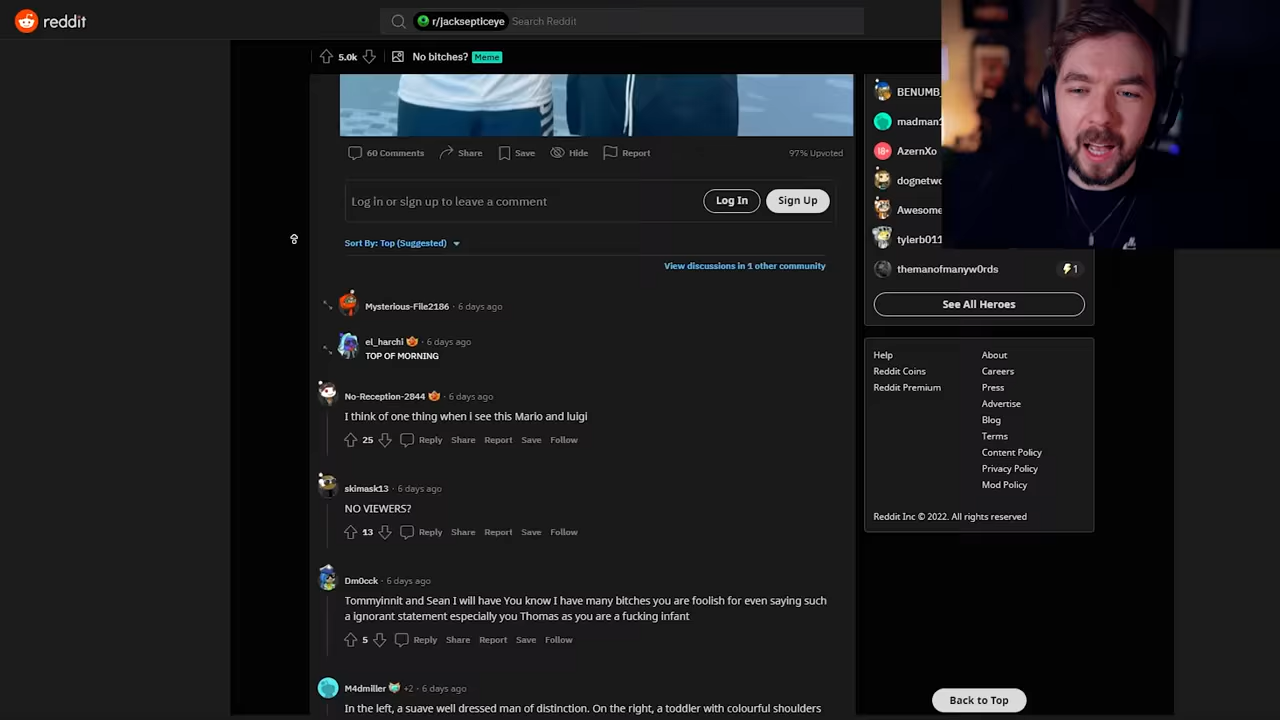 reddit
r/jacksepticeye Search Reddit
5.0k No bitches? Meme
60 Comments Share Save Hide Report 97% Upvoted
Log in or sign up to leave a comment Log In Sign Up
Sort By: Top (Suggested)
View discussions in 1 other community
Mysterious-File2186 · 6 days ago
el_harchi · 6 days ago
TOP OF MORNING
No-Reception-2844 · 6 days ago
I think of one thing when i see this Mario and luigi
25 Reply Share Report Save Follow
skimask13 · 6 days ago
NO VIEWERS?
13 Reply Share Report Save Follow
Dm0cck · 6 days ago
Tommyinnit and Sean I will have You know I have many bitches you are foolish for even saying such
a ignorant statement especially you Thomas as you are a fucking infant
5 Reply Share Report Save Follow
M4dmiller +2 · 6 days ago
In the left, a suave well dressed man of distinction. On the right, a toddler with colourful shoulders
BENUMB_
madman1
AzernXo
dognetwo
Awesome
tylerb011
themanofmanyw0rds 1
See All Heroes
Help About
Reddit Coins Careers
Reddit Premium Press
Advertise
Blog
Terms
Content Policy
Privacy Policy
Mod Policy
Reddit Inc © 2022. All rights reserved
Back to Top